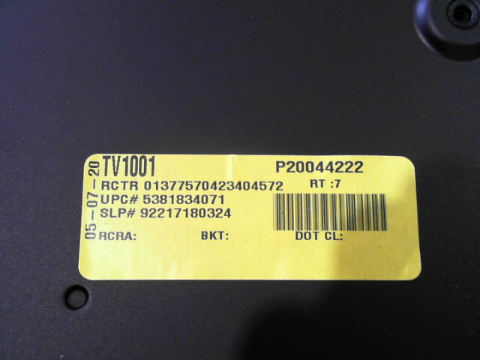 05-07-20
TV1001 P20044222
RCTR 01377570423404572 RT :7
UPC# 5381834071
SLP# 92217180324
RCRA: BKT: DOT CL: